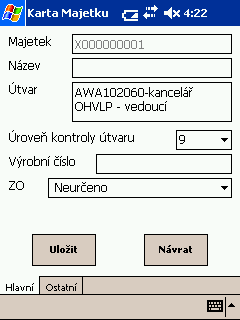 Karta Majetku 4:22
Majetek X000000001
Název
Útvar AWA102060-kancelář
OHVLP - vedoucí
Úroveň kontroly útvaru 9
Výrobní číslo
ZO Neurčeno
Uložit Návrat
Hlavní Ostatní